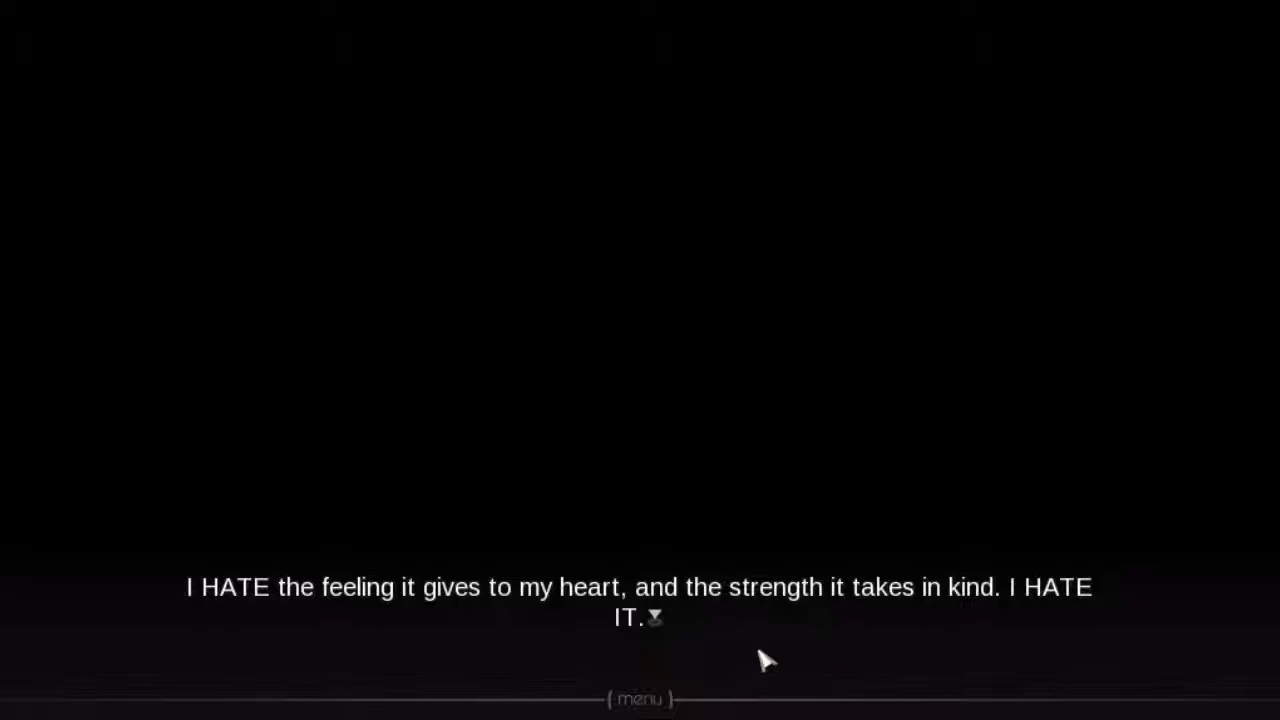 I HATE the feeling it gives to my heart, and the strength it takes in kind. I HATE
IT.
( menu )